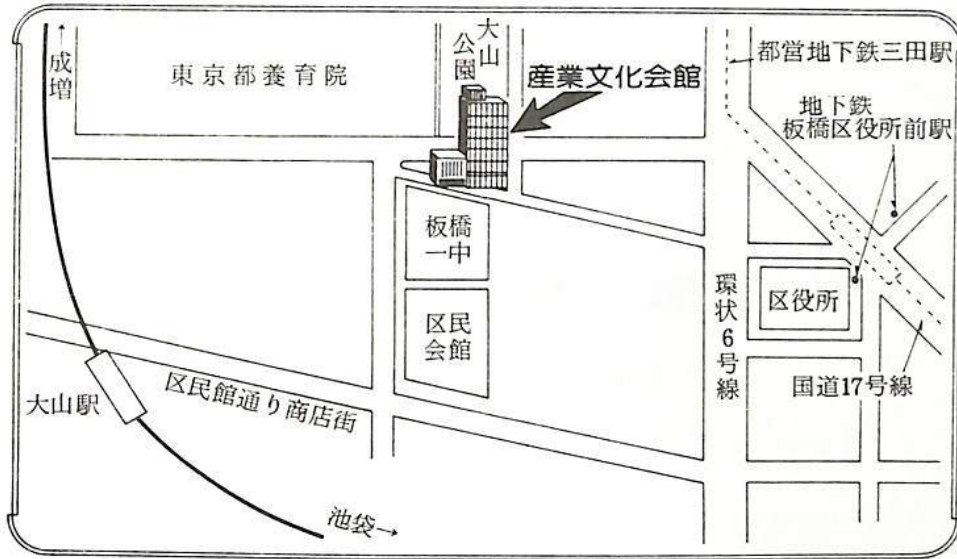 ←成増
東京都養育院
大山
公園
産業文化会館
都営地下鉄三田駅
地下鉄
板橋区役所前駅
板橋
一中
区民
会館
環状6号線
区役所
国道17号線
大山駅
区民館通り商店街
池袋→